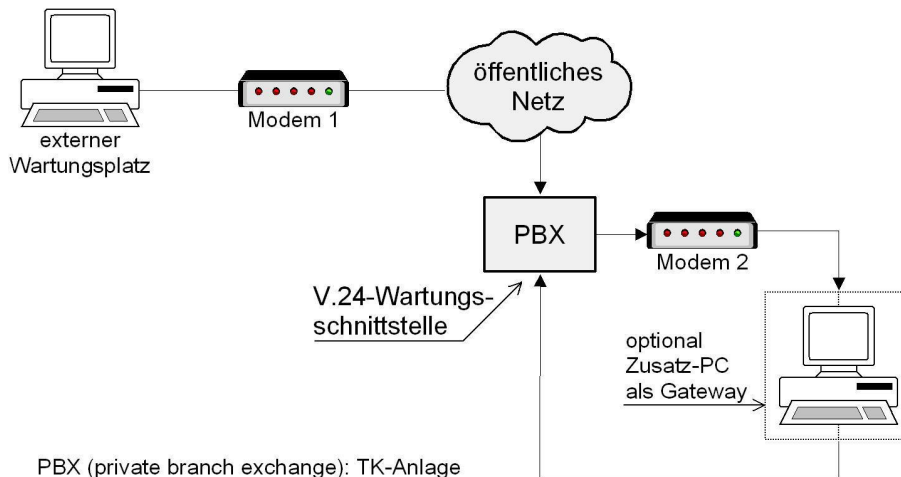 öffentliches
Netz
Modem 1
externer
Wartungsplatz
PBX
Modem 2
V.24-Wartungs-
schnittstelle
optional
Zusatz-PC
als Gateway
PBX (private branch exchange): TK-Anlage